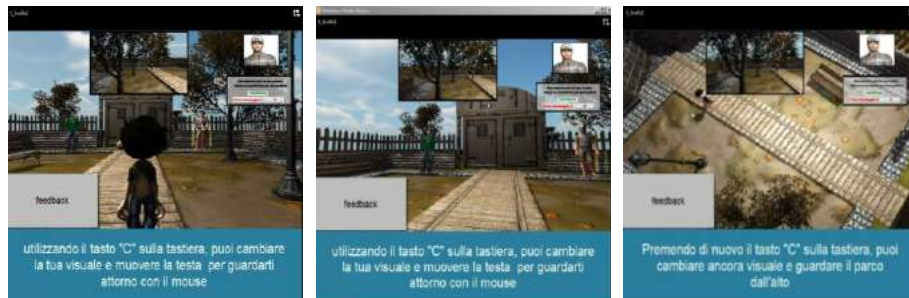 feedback
utilizzando il tasto "C" sulla tastiera, puoi cambiare
la tua visuale e muovere la testa per guardarti
attorno con il mouse
feedback
utilizzando il tasto "C" sulla tastiera, puoi cambiare
la tua visuale e muovere la testa per guardarti
attorno con il mouse
feedback
Premendo di nuovo il tasto "C" sulla tastiera, puoi
cambiare ancora visuale e guardare il parco
dall'alto